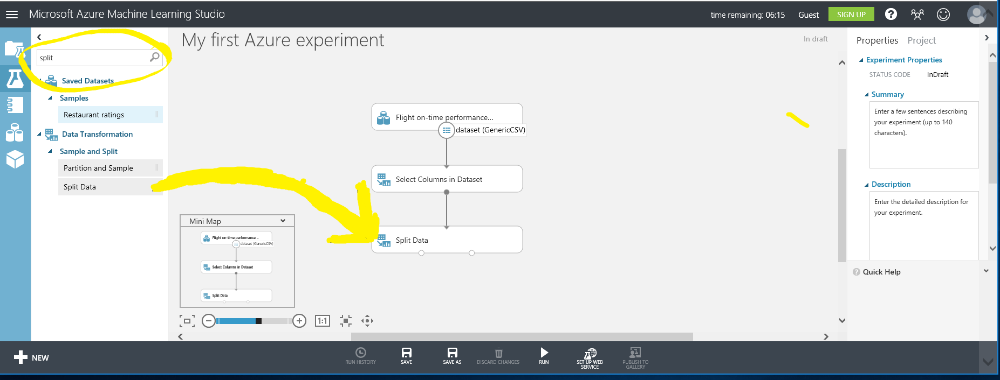 Microsoft Azure Machine Learning Studio
time remaining: 06:15
Guest
SIGN UP
?
My first Azure experiment
In draft
split
Saved Datasets
Samples
Restaurant ratings
Data Transformation
Sample and Split
Partition and Sample
Split Data
Flight on-time performance...
dataset (GenericCSV)
Select Columns in Dataset
Split Data
Mini Map
Flight on-time performance...
dataset (GenericCSV)
Select Columns in Dataset
Split Data
1:1
Properties
Project
Experiment Properties
STATUS CODE
InDraft
Summary
Enter a few sentences describing
your experiment (up to 140
characters).
Description
Enter the detailed description for
your experiment.
? Quick Help
NEW
RUN HISTORY
SAVE
SAVE AS
DISCARD CHANGES
RUN
SET UP WEB
SERVICE
PUBLISH TO
GALLERY